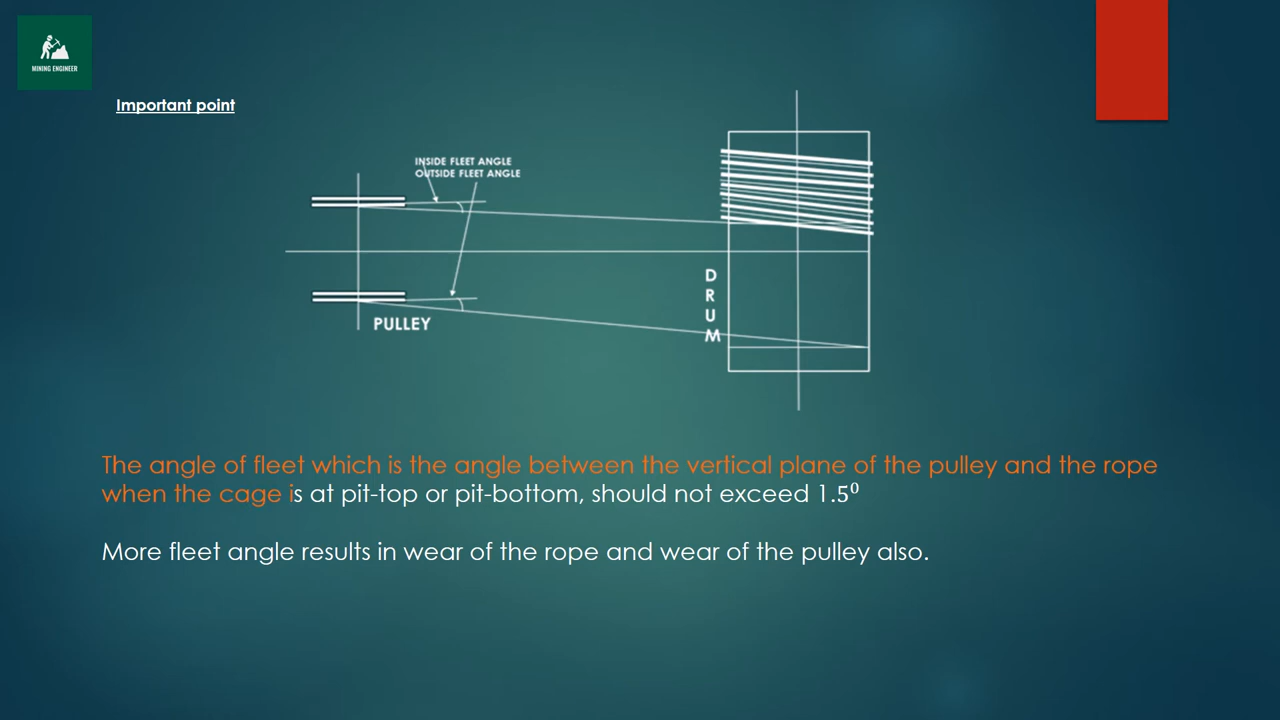 MINING ENGINEER
Important point
INSIDE FLEET ANGLE
OUTSIDE FLEET ANGLE
D
R
U
M
PULLEY
The angle of fleet which is the angle between the vertical plane of the pulley and the rope
when the cage is at pit-top or pit-bottom, should not exceed 1.5⁰
More fleet angle results in wear of the rope and wear of the pulley also.